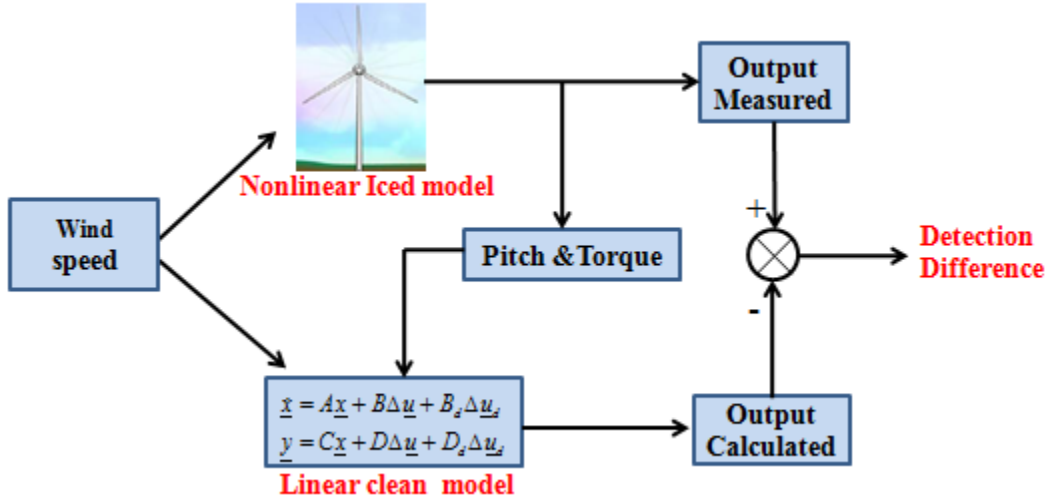 Output
Measured
Nonlinear Iced model
Wind
speed
Pitch &Torque
+
Detection
Difference
-
ẋ = Ax + BΔu + B_dΔu_d
y = Cx + DΔu + D_dΔu_d
Output
Calculated
Linear clean model